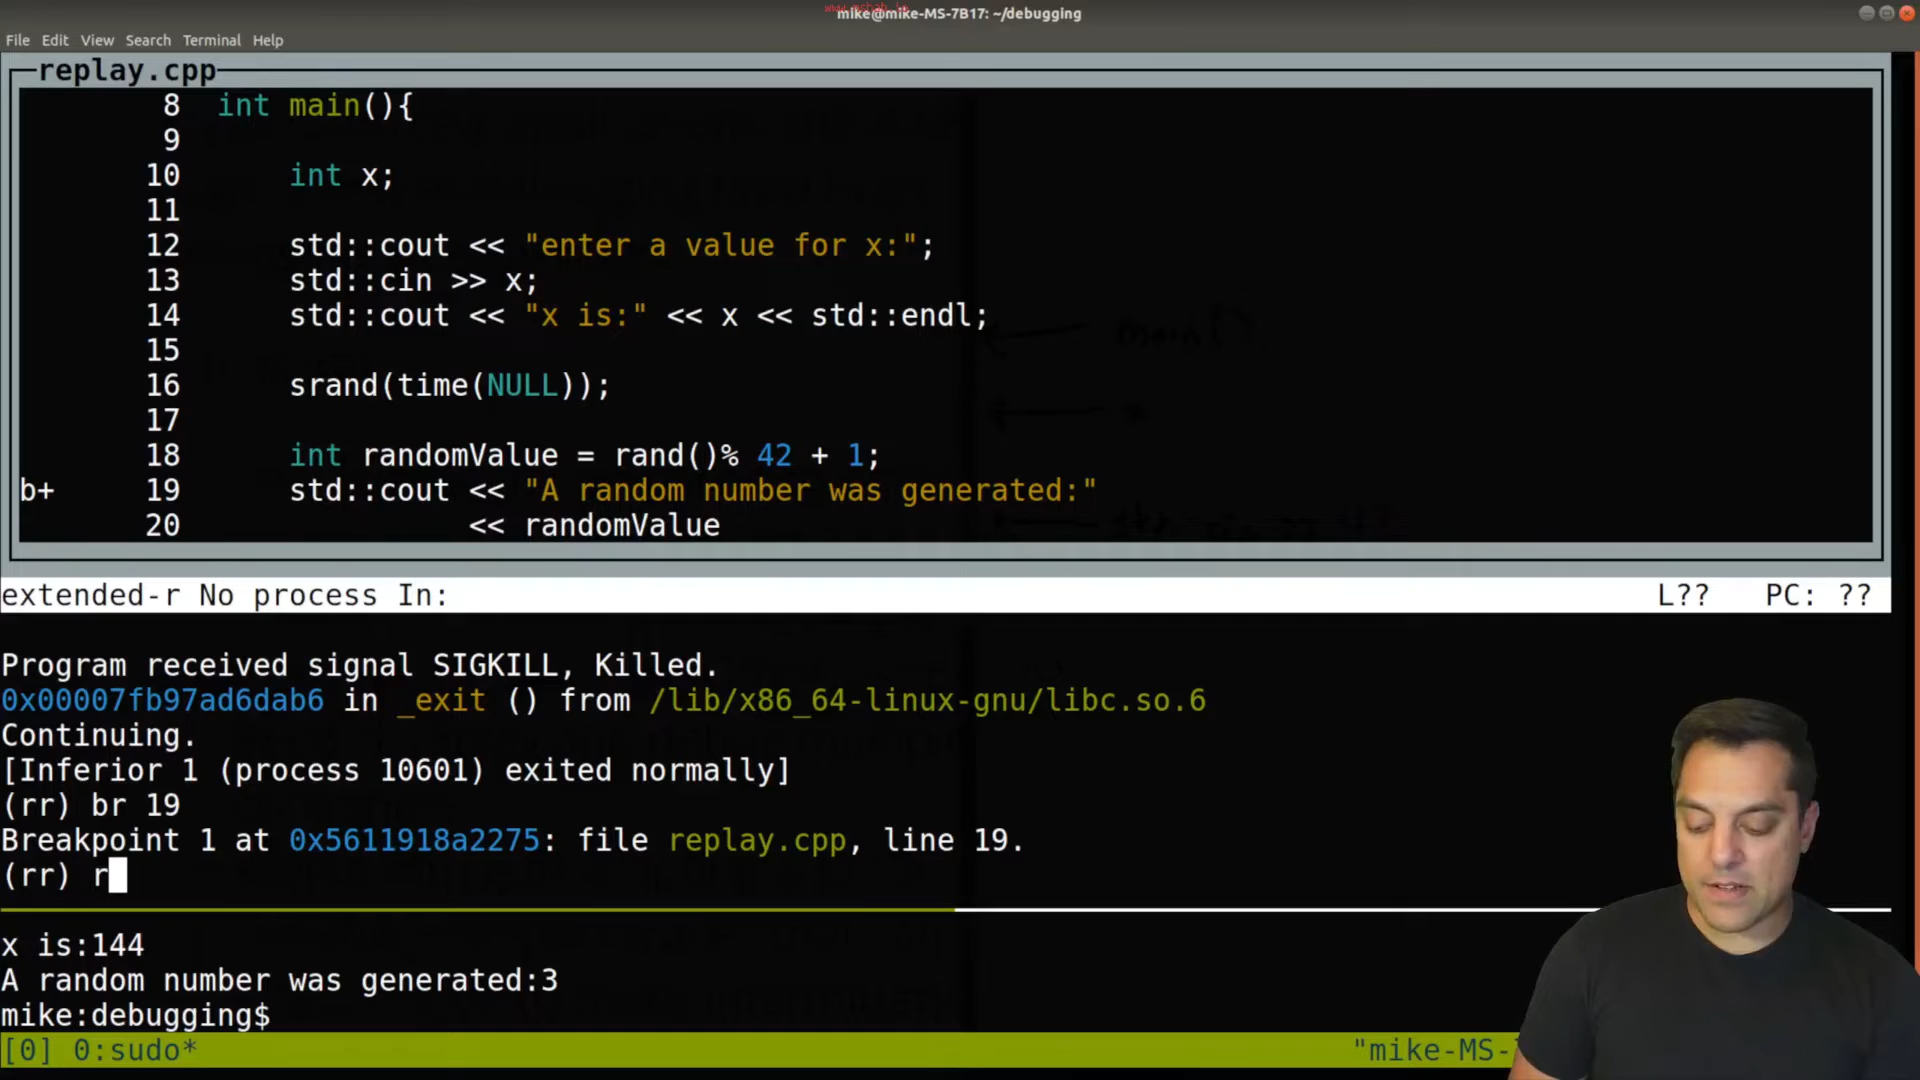 mike@mike-MS-7B17: ~/debugging
File Edit View Search Terminal Help
replay.cpp
8 int main(){
9
10 int x;
11
12 std::cout << "enter a value for x:";
13 std::cin >> x;
14 std::cout << "x is:" << x << std::endl;
15
16 srand(time(NULL));
17
18 int randomValue = rand()% 42 + 1;
b+ 19 std::cout << "A random number was generated:"
20 << randomValue
extended-r No process In: L?? PC: ??
Program received signal SIGKILL, Killed.
0x00007fb97ad6dab6 in _exit () from /lib/x86_64-linux-gnu/libc.so.6
Continuing.
[Inferior 1 (process 10601) exited normally]
(rr) br 19
Breakpoint 1 at 0x5611918a2275: file replay.cpp, line 19.
(rr) r
x is:144
A random number was generated:3
mike:debugging$
[0] 0:sudo* "mike-MS-